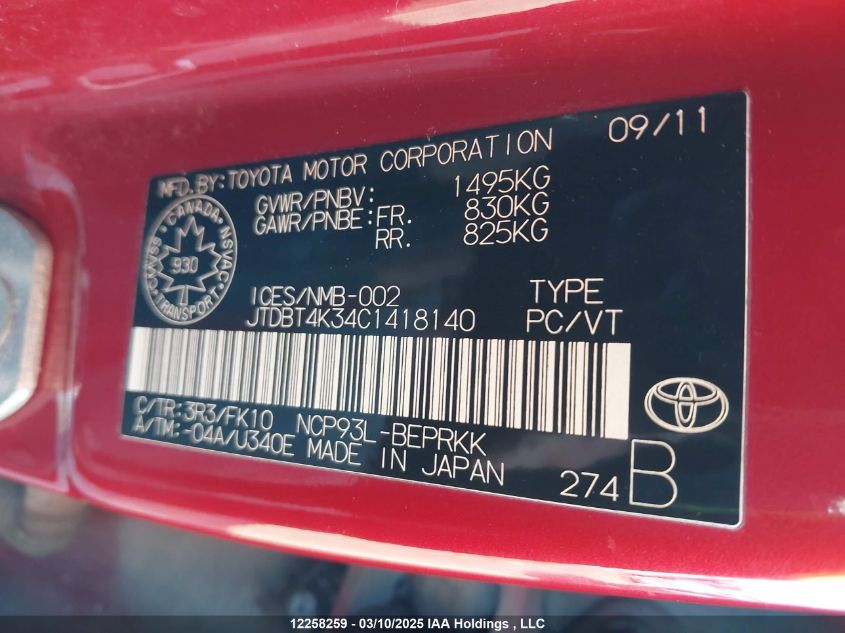 09/11
MFD.BY:TOYOTA MOTOR CORPORATION
GVWR/PNBV: 1495KG
GAWR/PNBE:FR. 830KG
RR. 825KG
CANADA
CMVSS NSVAC
930
TRANSPORT
ICES/NMB-002 TYPE
JTDBT4K34C1418140 PC/VT
C/TR:3R3/FK10 NCP93L-BEPRKK
A/TM:-04A/U340E MADE IN JAPAN
274B
12258259 - 03/10/2025 IAA Holdings , LLC